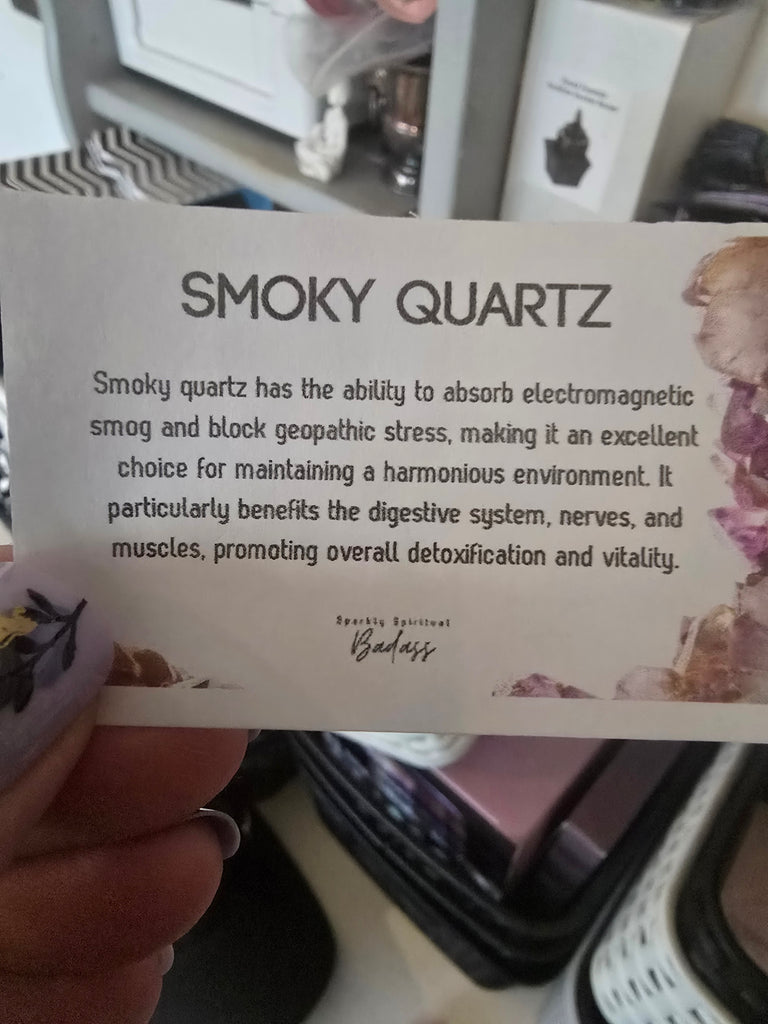 SMOKY QUARTZ
Smoky quartz has the ability to absorb electromagnetic
smog and block geopathic stress, making it an excellent
choice for maintaining a harmonious environment. It
particularly benefits the digestive system, nerves, and
muscles, promoting overall detoxification and vitality.
Sparkly Spiritual
Badass